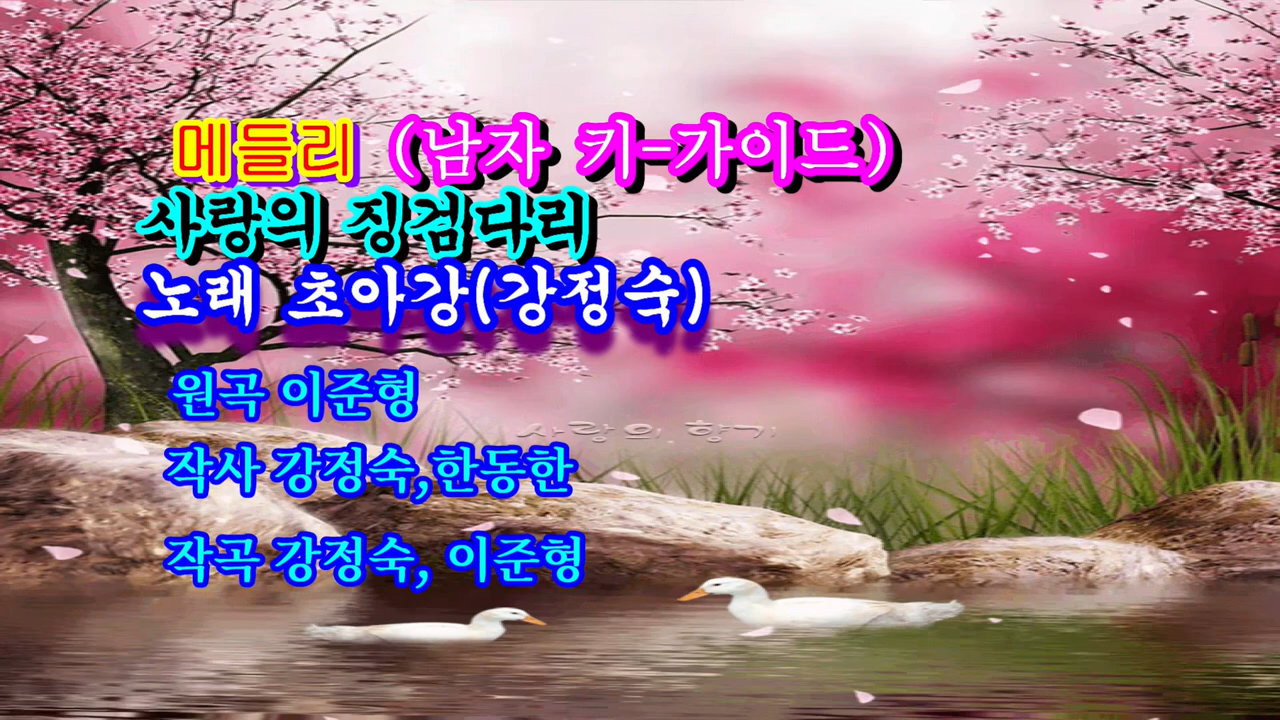 메들리 (남자 키-가이드)
사랑의 징검다리
노래 초아강(강정숙)
원곡 이준형
사랑의 향기
작사 강정숙,한동한
작곡 강정숙, 이준형